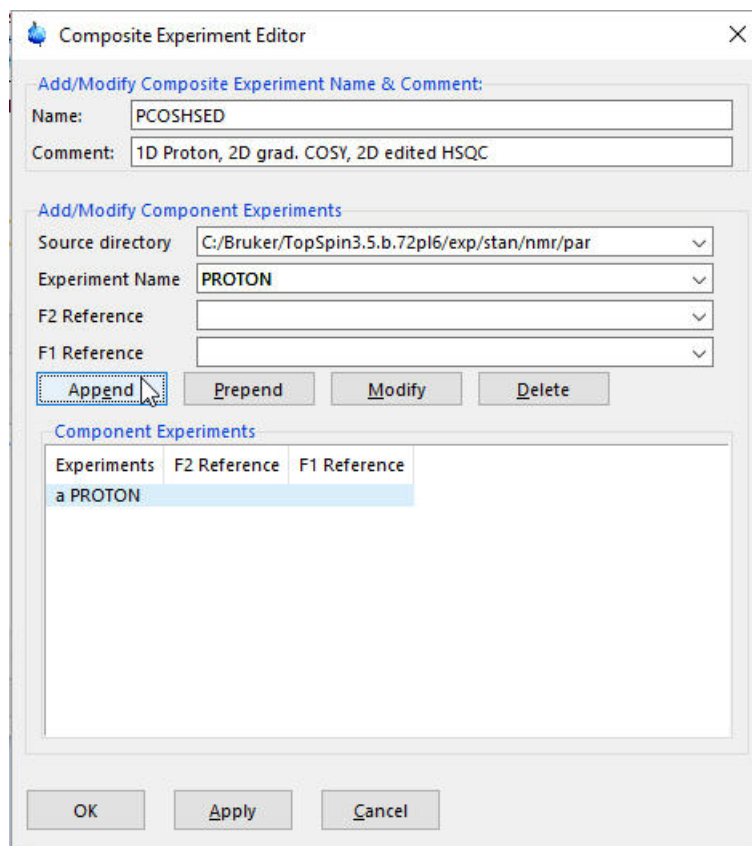 Composite Experiment Editor
Add/Modify Composite Experiment Name & Comment:
Name: PCOSHSED
Comment: 1D Proton, 2D grad. COSY, 2D edited HSQC
Add/Modify Component Experiments
Source directory C:/Bruker/TopSpin3.5.b.72pl6/exp/stan/nmr/par
Experiment Name PROTON
F2 Reference
F1 Reference
Append Prepend Modify Delete
Component Experiments
Experiments F2 Reference F1 Reference
a PROTON
OK Apply Cancel